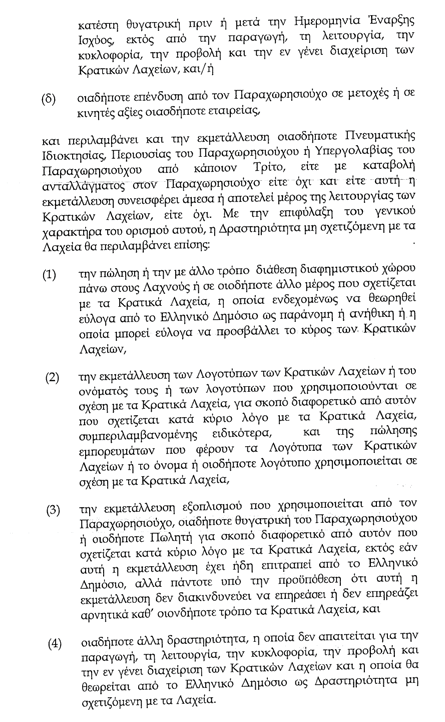 κατέστη θυγατρική πριν ή μετά την Ημερομηνία Έναρξης
Ισχύος, εκτός από την παραγωγή, τη λειτουργία, την
κυκλοφορία, την προβολή και την εν γένει διαχείριση των
Κρατικών Λαχείων, και/ή
(δ) οιαδήποτε επένδυση από τον Παραχωρησιούχο σε μετοχές ή σε
κινητές αξίες οιασδήποτε εταιρείας,
και περιλαμβάνει και την εκμετάλλευση οιασδήποτε Πνευματικής
Ιδιοκτησίας, Περιουσίας του Παραχωρησιούχου ή Υπεργολαβίας του
Παραχωρησιούχου από κάποιον Τρίτο, είτε με καταβολή
ανταλλάγματος στον Παραχωρησιούχο είτε όχι και είτε αυτή η
εκμετάλλευση συνεισφέρει άμεσα ή αποτελεί μέρος της λειτουργίας των
Κρατικών Λαχείων, είτε όχι. Με την επιφύλαξη του γενικού
χαρακτήρα του ορισμού αυτού, η Δραστηριότητα μη σχετιζόμενη με τα
Λαχεία θα περιλαμβάνει επίσης:
(1) την πώληση ή την με άλλο τρόπο διάθεση διαφημιστικού χώρου
πάνω στους Λαχνούς ή σε οιοδήποτε άλλο μέρος που σχετίζεται
με τα Κρατικά Λαχεία, η οποία ενδεχομένως να θεωρηθεί
εύλογα από το Ελληνικό Δημόσιο ως παράνομη ή ανήθικη ή η
οποία μπορεί εύλογα να προσβάλλει το κύρος των Κρατικών
Λαχείων,
(2) την εκμετάλλευση των Λογοτύπων των Κρατικών Λαχείων ή του
ονόματός τους ή των λογοτύπων που χρησιμοποιούνται σε
σχέση με τα Κρατικά Λαχεία, για σκοπό διαφορετικό από αυτόν
που σχετίζεται κατά κύριο λόγο με τα Κρατικά Λαχεία,
συμπεριλαμβανομένης ειδικότερα, και της πώλησης
εμπορευμάτων που φέρουν τα Λογότυπα των Κρατικών
Λαχείων ή το όνομα ή οιοδήποτε λογότυπο χρησιμοποιείται σε
σχέση με τα Κρατικά Λαχεία,
(3) την εκμετάλλευση εξοπλισμού που χρησιμοποιείται από τον
Παραχωρησιούχο, οιαδήποτε θυγατρική του Παραχωρησιούχου
ή οιοδήποτε Πωλητή για σκοπό διαφορετικό από αυτόν που
σχετίζεται κατά κύριο λόγο με τα Κρατικά Λαχεία, εκτός εάν
αυτή η εκμετάλλευση έχει ήδη επιτραπεί από το Ελληνικό
Δημόσιο, αλλά πάντοτε υπό την προϋπόθεση ότι αυτή η
εκμετάλλευση δεν διακινδυνεύει να επηρεάσει ή δεν επηρεάζει
αρνητικά καθ' οιονδήποτε τρόπο τα Κρατικά Λαχεία, και
(4) οιαδήποτε άλλη δραστηριότητα, η οποία δεν απαιτείται για την
παραγωγή, τη λειτουργία, την κυκλοφορία, την προβολή και
την εν γένει διαχείριση των Κρατικών Λαχείων και η οποία θα
θεωρείται από το Ελληνικό Δημόσιο ως Δραστηριότητα μη
σχετιζόμενη με τα Λαχεία.